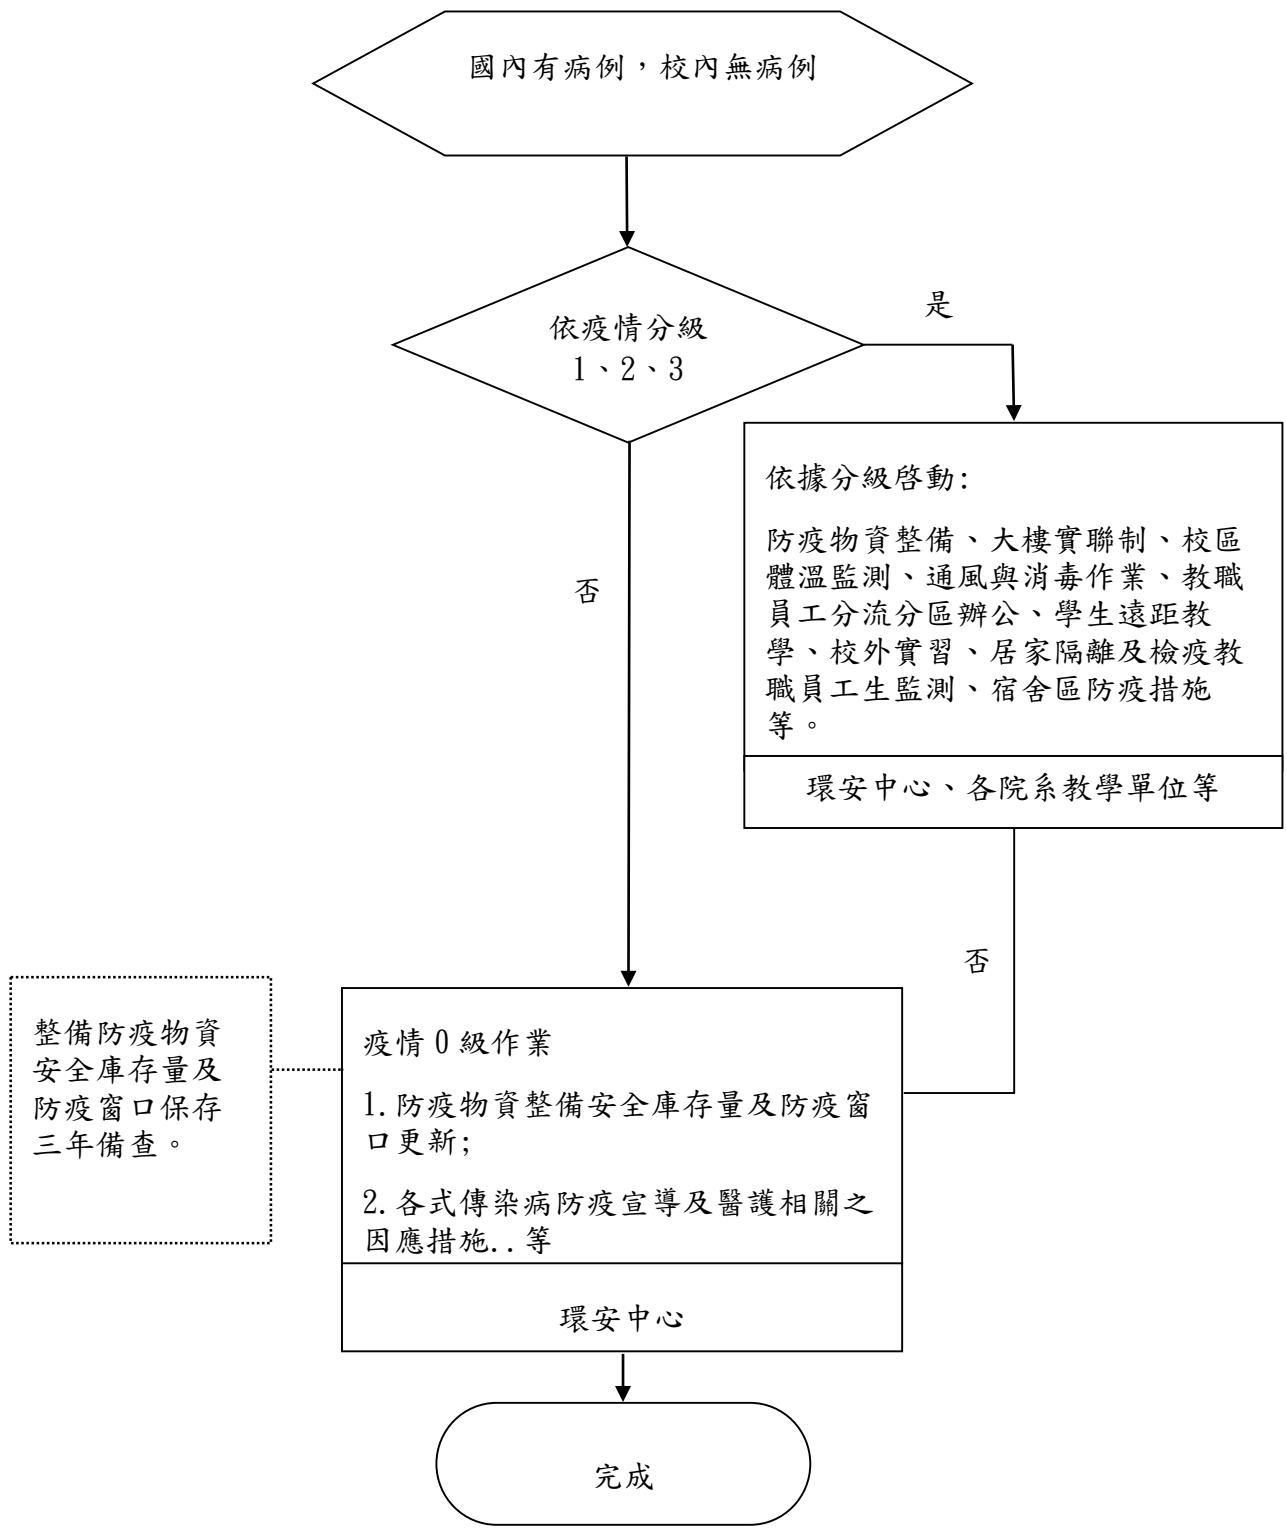 國內有病例，校內無病例
依疫情分級
1、2、3
是
依據分級啓動:
防疫物資整備、大樓實聯制、校區
體溫監測、通風與消毒作業、教職
員工分流分區辦公、學生遠距教
學、校外實習、居家隔離及檢疫教
職員工生監測、宿舍區防疫措施
等。
環安中心、各院系教學單位等
否
否
整備防疫物資
安全庫存量及
防疫窗口保存
三年備查。
疫情 0 級作業
1.防疫物資整備安全庫存量及防疫窗
口更新;
2.各式傳染病防疫宣導及醫護相關之
因應措施..等
環安中心
完成